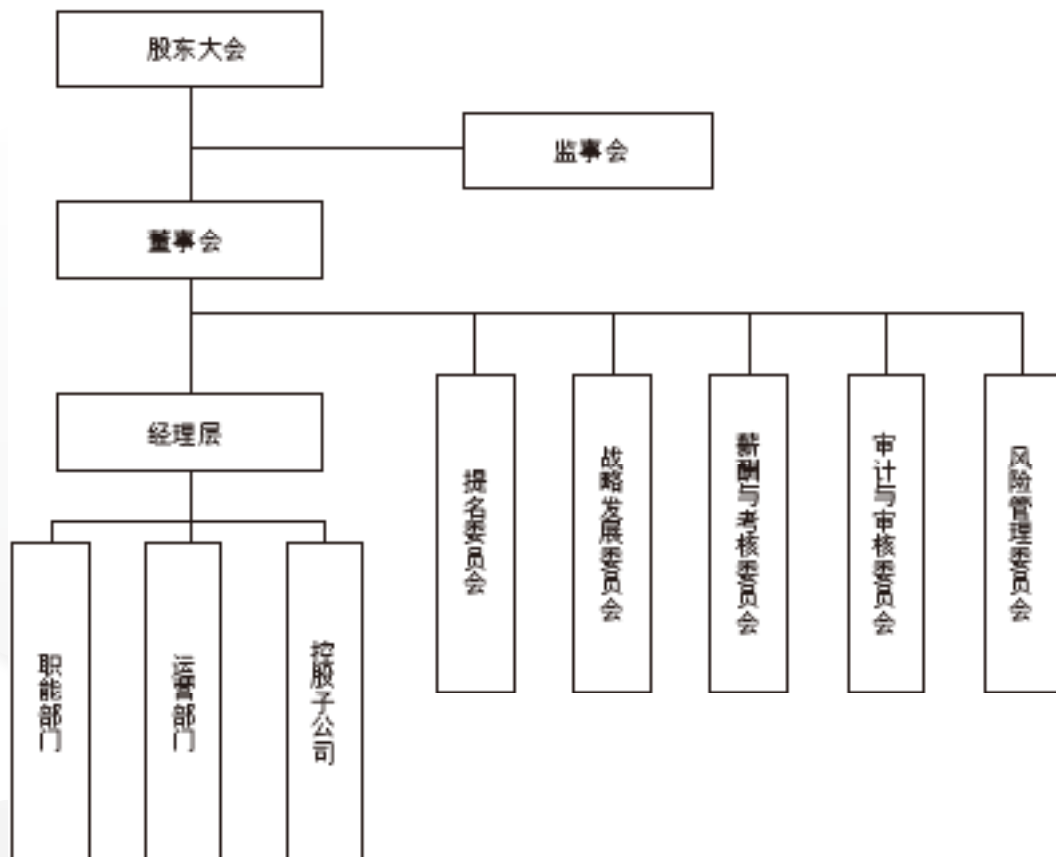 股东大会
监事会
董事会
经理层
提名委员会
战略发展委员会
薪酬与考核委员会
审计与审核委员会
风险管理委员会
职能部门
运营部门
控股子公司